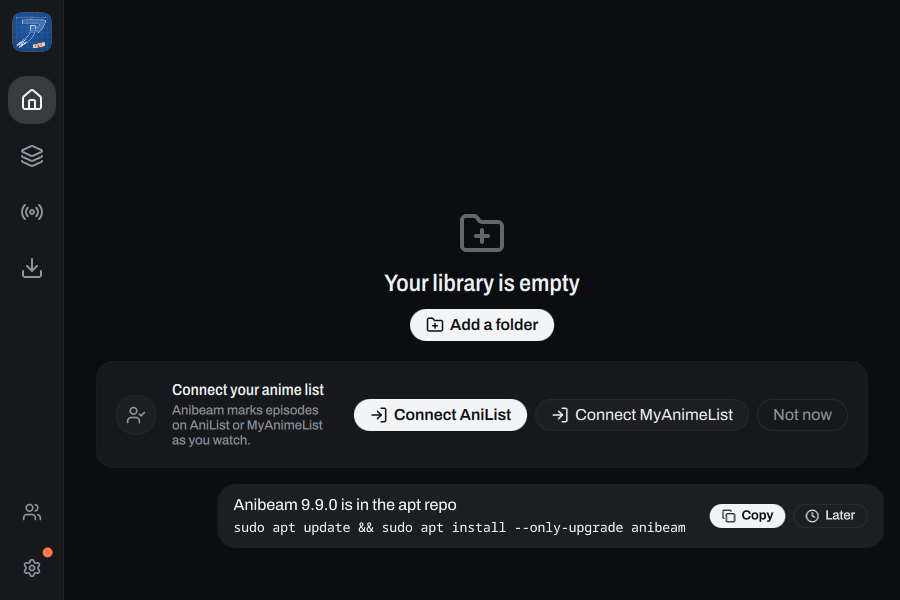 Your library is empty
Add a folder
Connect your anime list
Anibeam marks episodes
on AniList or MyAnimeList
as you watch.
Connect AniList
Connect MyAnimeList
Not now
Anibeam 9.9.0 is in the apt repo
sudo apt update && sudo apt install --only-upgrade anibeam
Copy
Later